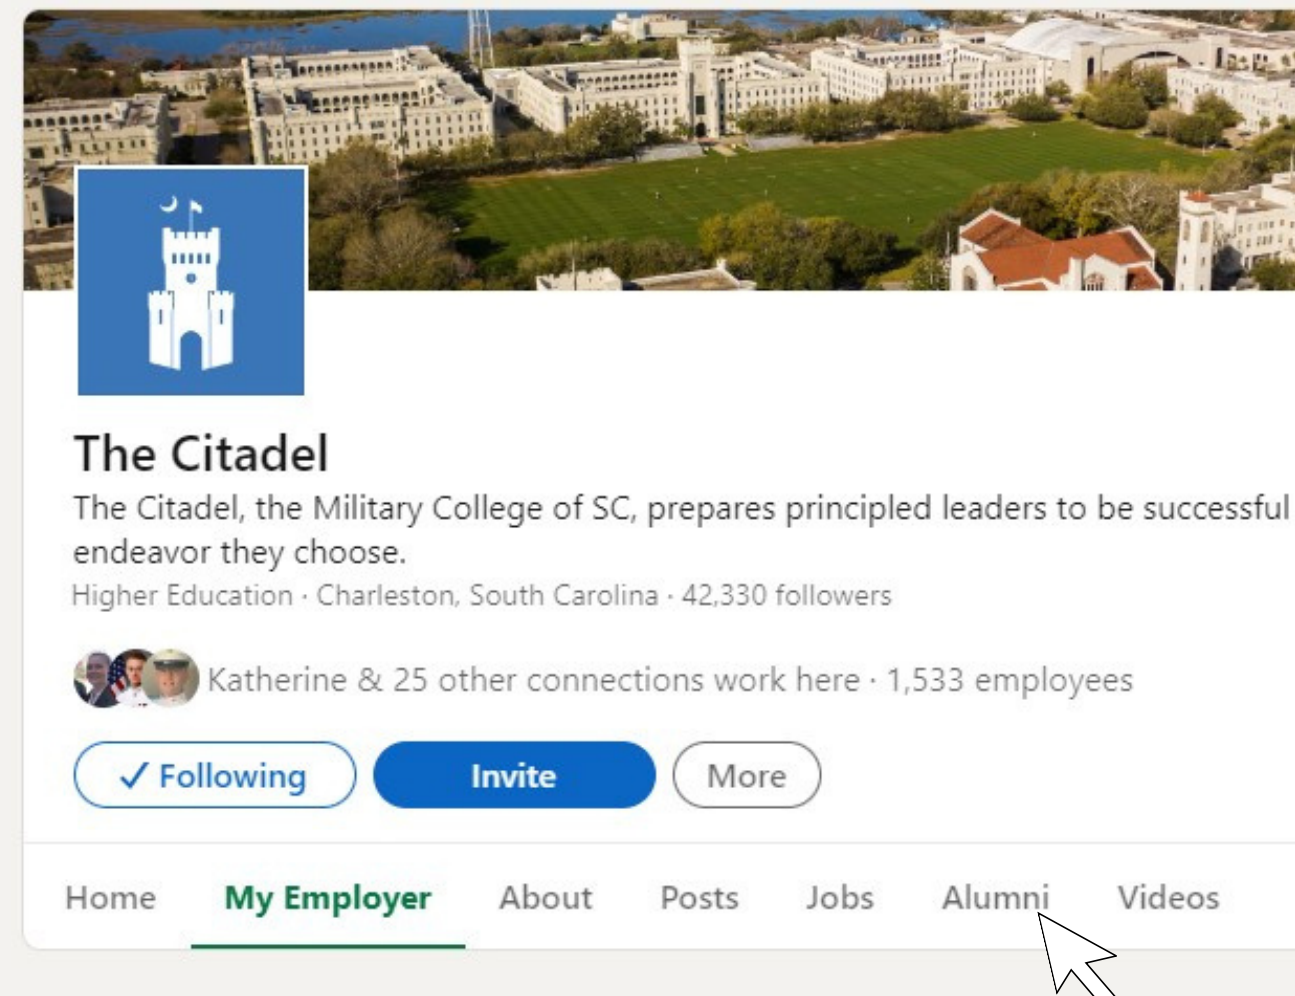 The Citadel
The Citadel, the Military College of SC, prepares principled leaders to be successful
endeavor they choose.
Higher Education · Charleston, South Carolina · 42,330 followers
Katherine & 25 other connections work here · 1,533 employees
✓ Following Invite More
Home My Employer About Posts Jobs Alumni Videos